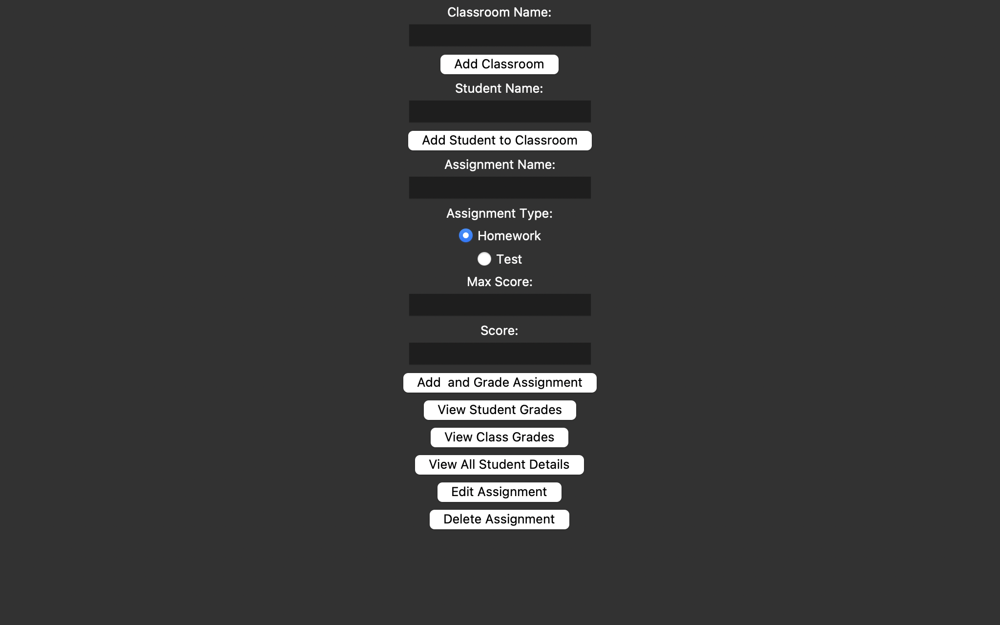 Classroom Name:
Add Classroom
Student Name:
Add Student to Classroom
Assignment Name:
Assignment Type:
Homework
Test
Max Score:
Score:
Add  and Grade Assignment
View Student Grades
View Class Grades
View All Student Details
Edit Assignment
Delete Assignment